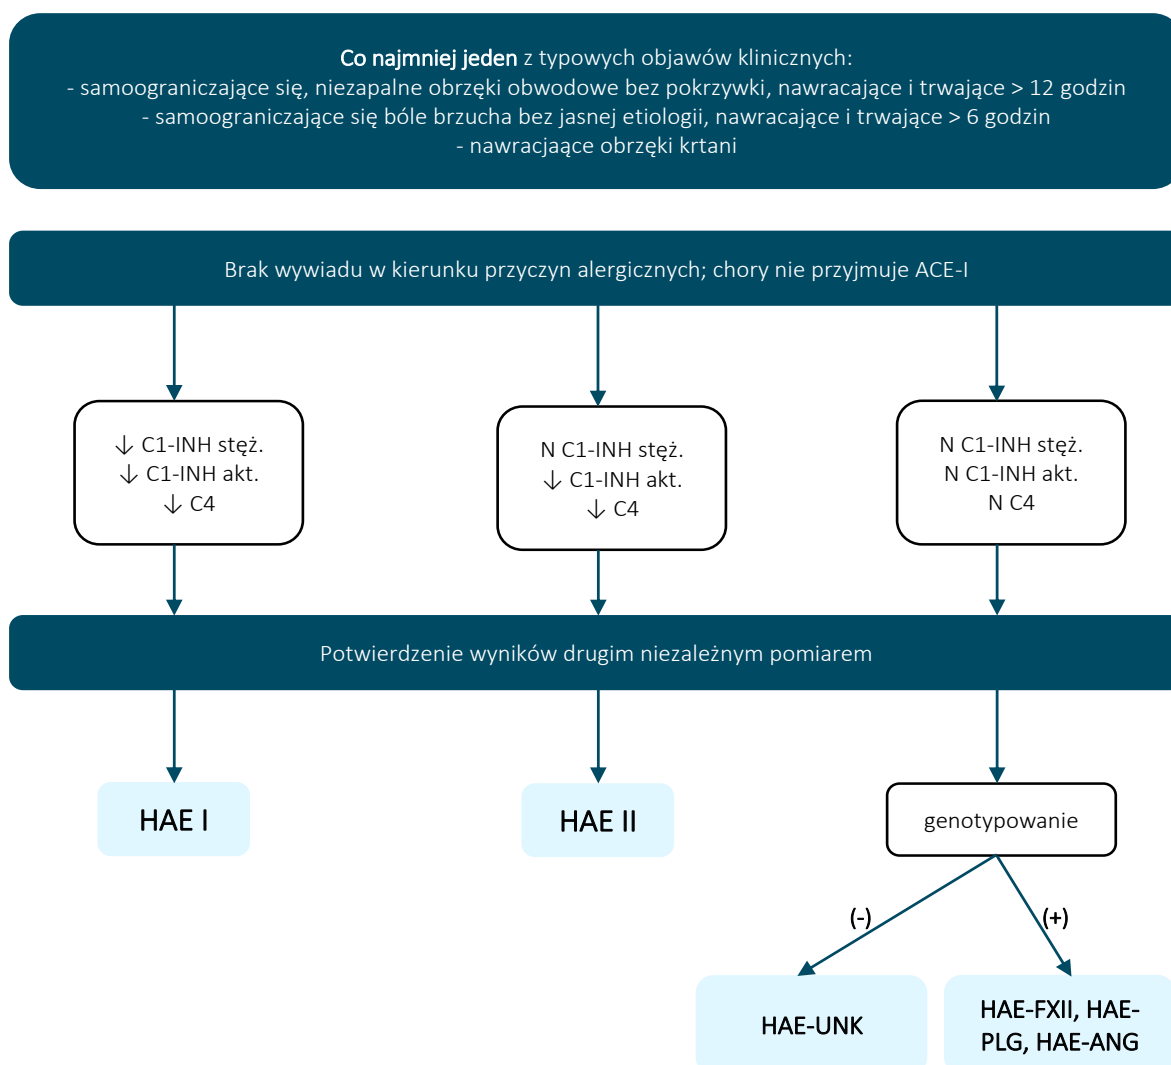 Co najmniej jeden z typowych objawów klinicznych:
- samoograniczające się, niezapalne obrzęki obwodowe bez pokrzywki, nawracające i trwające > 12 godzin
- samoograniczające się bóle brzucha bez jasnej etiologii, nawracające i trwające > 6 godzin
- nawracjaące obrzęki krtani
Brak wywiadu w kierunku przyczyn alergicznych; chory nie przyjmuje ACE-I
↓ C1-INH stęż.
↓ C1-INH akt.
↓ C4
N C1-INH stęż.
↓ C1-INH akt.
↓ C4
N C1-INH stęż.
N C1-INH akt.
N C4
Potwierdzenie wyników drugim niezależnym pomiarem
HAE I
HAE II
genotypowanie
(-)
(+)
HAE-UNK
HAE-FXII, HAE-
PLG, HAE-ANG